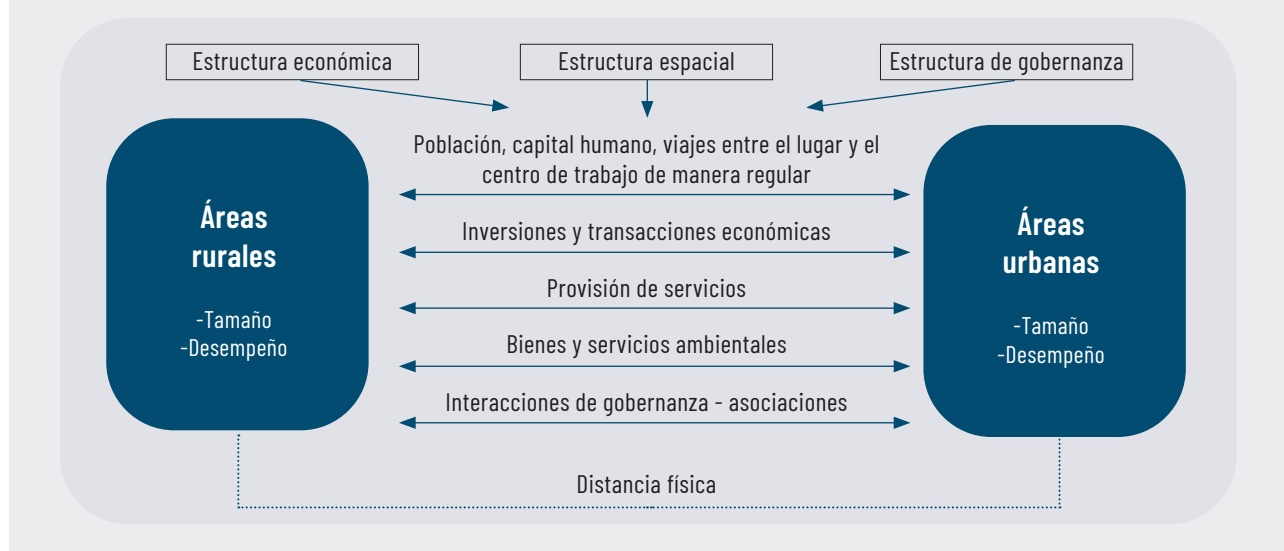 Estructura económica
Estructura espacial
Estructura de gobernanza
Población, capital humano, viajes entre el lugar y el
centro de trabajo de manera regular
Áreas
rurales
-Tamaño
-Desempeño
Inversiones y transacciones económicas
Provisión de servicios
Bienes y servicios ambientales
Interacciones de gobernanza - asociaciones
Áreas
urbanas
-Tamaño
-Desempeño
Distancia física